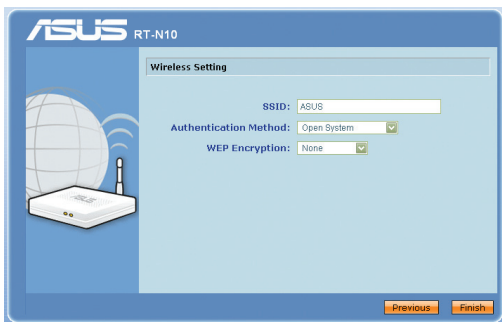 ASUS RT-N10
Wireless Setting
SSID: ASUS
Authentication Method: Open System
WEP Encryption: None
Previous Finish